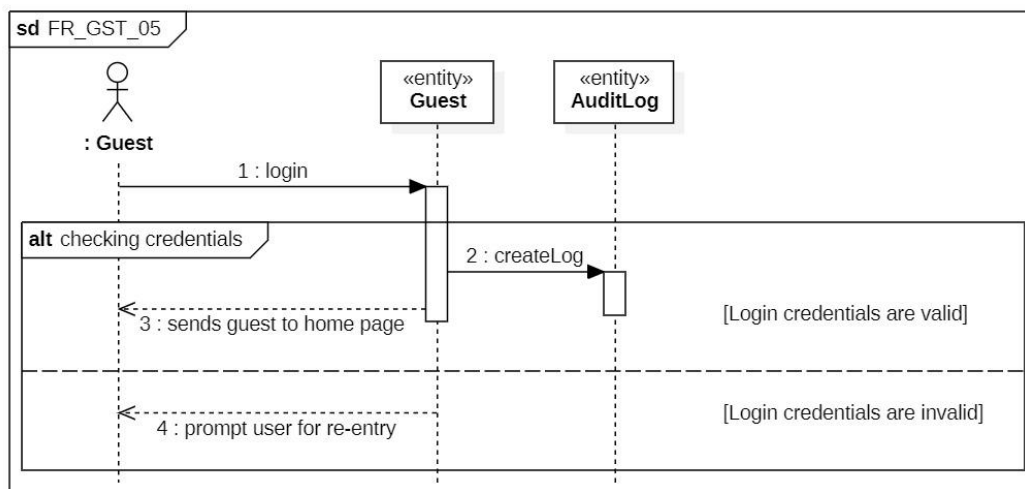 sd FR_GST_05
«entity»
Guest
«entity»
AuditLog
: Guest
1 : login
alt checking credentials
2 : createLog
3 : sends guest to home page
[Login credentials are valid]
[Login credentials are invalid]
4 : prompt user for re-entry